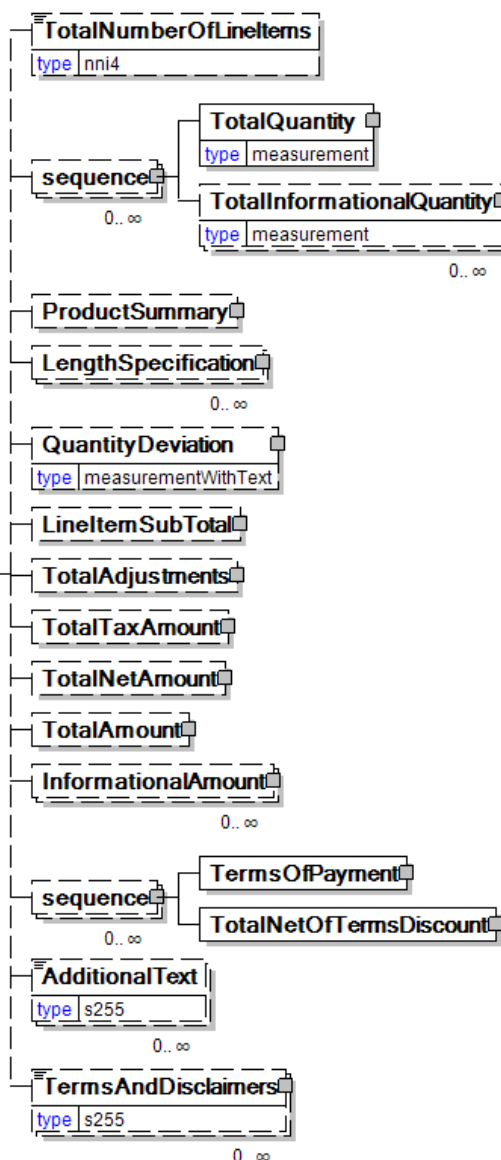 TotalNumberOfLineItems
type nni4
TotalQuantity
type measurement
sequence
0.. ∞
TotalInformationalQuantity
type measurement
0.. ∞
ProductSummary
LengthSpecification
0.. ∞
QuantityDeviation
type measurementWithText
LineItemSubTotal
TotalAdjustments
TotalTaxAmount
TotalNetAmount
TotalAmount
InformationalAmount
0.. ∞
TermsOfPayment
sequence
0.. ∞
TotalNetOfTermsDiscount
AdditionalText
type s255
0.. ∞
TermsAndDisclaimers
type s255
0.. ∞